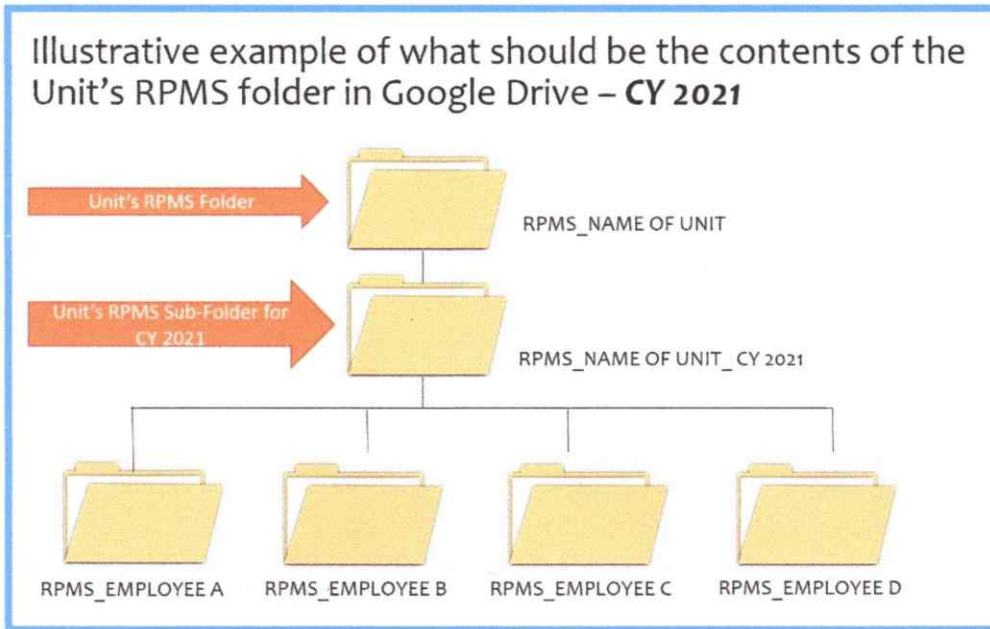 Illustrative example of what should be the contents of the
Unit's RPMS folder in Google Drive – CY 2021
Unit's RPMS Folder
RPMS_NAME OF UNIT
Unit's RPMS Sub-Folder for
CY 2021
RPMS_NAME OF UNIT_ CY 2021
RPMS_EMPLOYEE A
RPMS_EMPLOYEE B
RPMS_EMPLOYEE C
RPMS_EMPLOYEE D